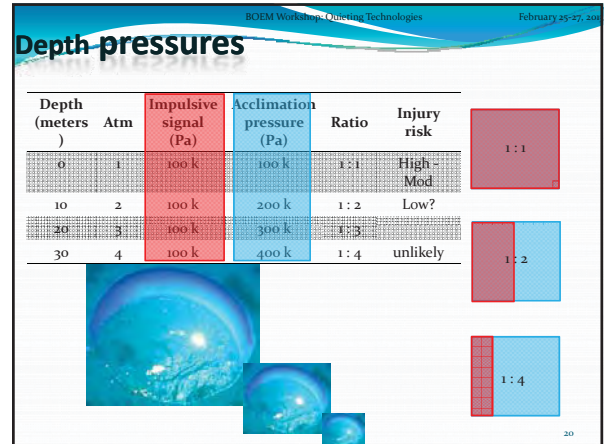 BOEM Workshop: Quieting Technologies February 25-27, 201
Depth pressures
Depth (meters ) Atm Impulsive signal (Pa) Acclimation pressure (Pa) Ratio Injury risk
0 1 100 k 100 k 1 : 1 High - Mod
10 2 100 k 200 k 1 : 2 Low?
20 3 100 k 300 k 1 : 3
30 4 100 k 400 k 1 : 4 unlikely
1 : 1
1 : 2
1 : 4
20